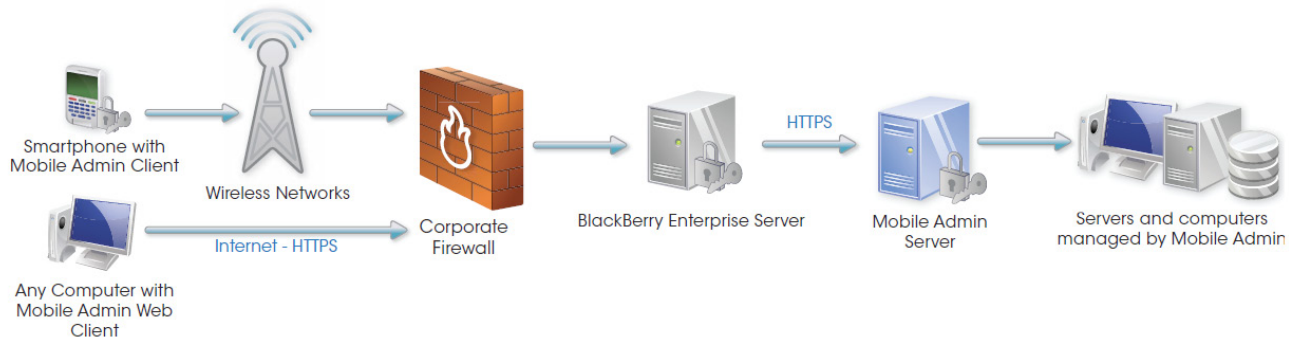 Smartphone with
Mobile Admin Client
Wireless Networks
Internet - HTTPS
Any Computer with
Mobile Admin Web
Client
Corporate
Firewall
BlackBerry Enterprise Server
HTTPS
Mobile Admin
Server
Servers and computers
managed by Mobile Admin